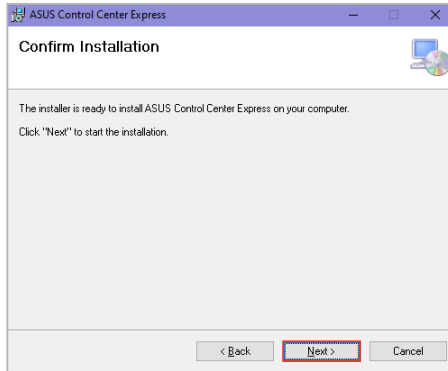 ASUS Control Center Express
Confirm Installation
The installer is ready to install ASUS Control Center Express on your computer.
Click "Next" to start the installation.
< Back
Next >
Cancel